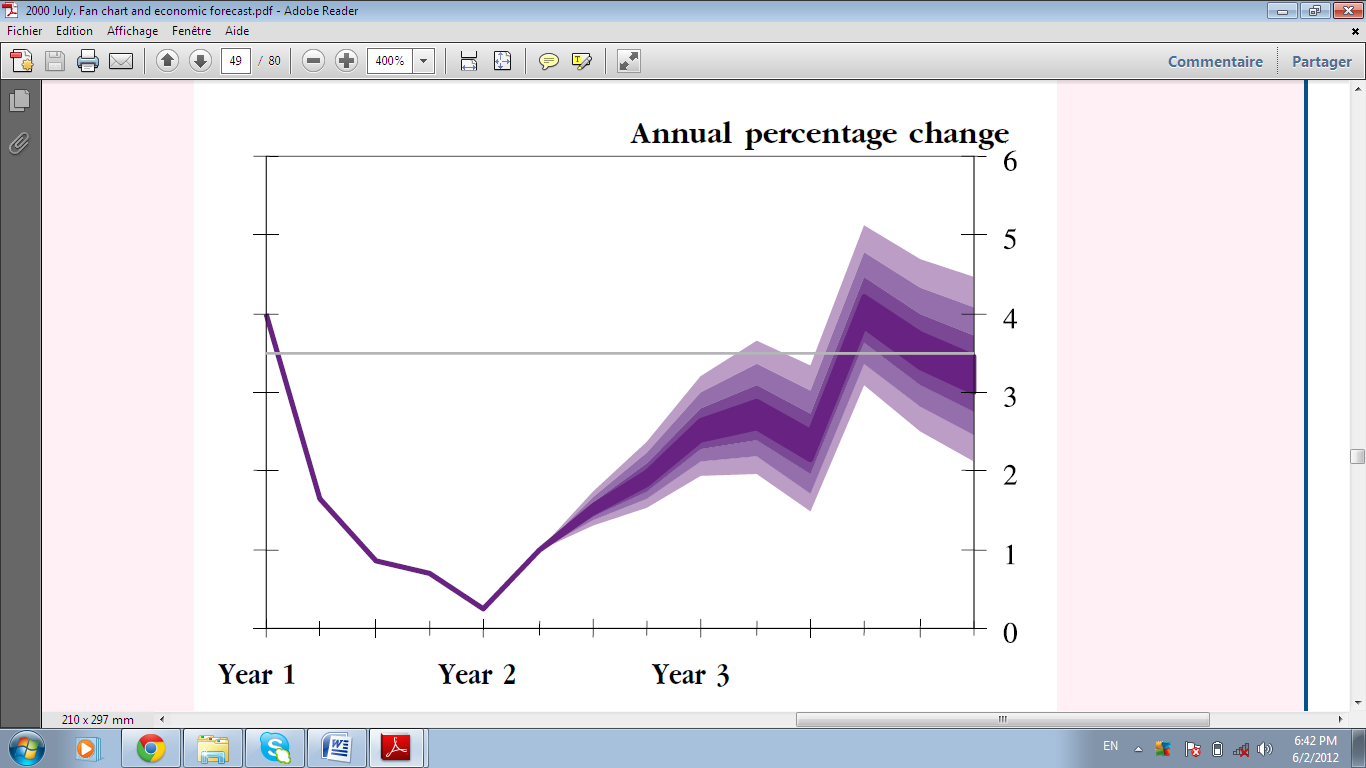 2000 July. Fan chart and economic forecast.pdf - Adobe Reader
Fichier Edition Affichage Fenêtre Aide
49 / 80 400% Commentaire Partager
Annual percentage change
6
5
4
3
2
1
0
Year 1 Year 2 Year 3
210 x 297 mm
EN 6:42 PM
6/2/2012